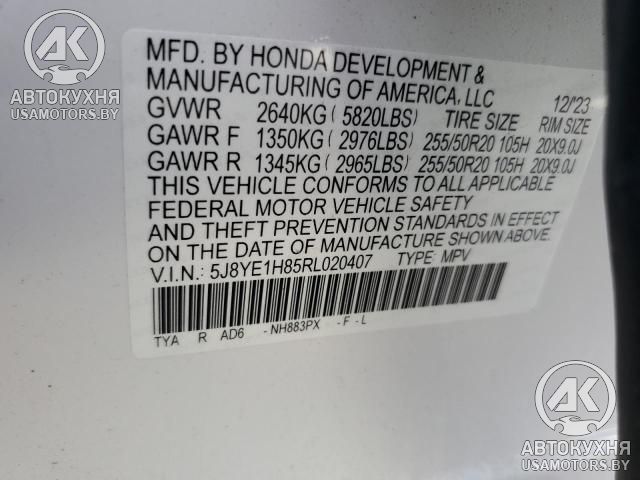 AK
АВТОКУХНЯ
USAMOTORS.BY
MFD. BY HONDA DEVELOPMENT &
MANUFACTURING OF AMERICA, LLC 12/23
GVWR 2640KG ( 5820LBS) TIRE SIZE RIM SIZE
GAWR F 1350KG ( 2976LBS) 255/50R20 105H 20X9.0J
GAWR R 1345KG ( 2965LBS) 255/50R20 105H 20X9.0J
THIS VEHICLE CONFORMS TO ALL APPLICABLE
FEDERAL MOTOR VEHICLE SAFETY
AND THEFT PREVENTION STANDARDS IN EFFECT
ON THE DATE OF MANUFACTURE SHOWN ABOVE.
V.I.N.: 5J8YE1H85RL020407 TYPE: MPV
TYA R AD6 -NH883PX -F-L
AK
АВТОКУХНЯ
USAMOTORS.BY